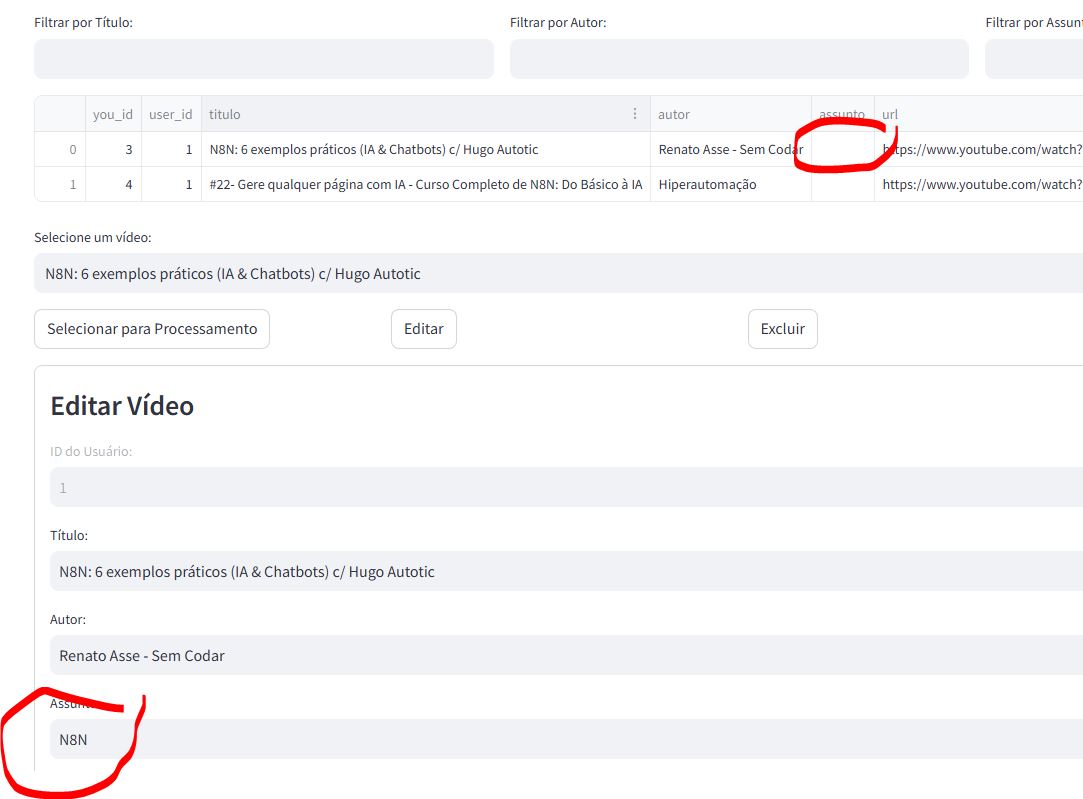 Filtrar por Título: Filtrar por Autor: Filtrar por Assunt
you_id user_id titulo autor assunto url
0 3 1 N8N: 6 exemplos práticos (IA & Chatbots) c/ Hugo Autotic Renato Asse - Sem Codar https://www.youtube.com/watch?
1 4 1 #22- Gere qualquer página com IA - Curso Completo de N8N: Do Básico à IA Hiperautomação https://www.youtube.com/watch?
Selecione um vídeo:
N8N: 6 exemplos práticos (IA & Chatbots) c/ Hugo Autotic
Selecionar para Processamento Editar Excluir
Editar Vídeo
ID do Usuário:
1
Título:
N8N: 6 exemplos práticos (IA & Chatbots) c/ Hugo Autotic
Autor:
Renato Asse - Sem Codar
N8N